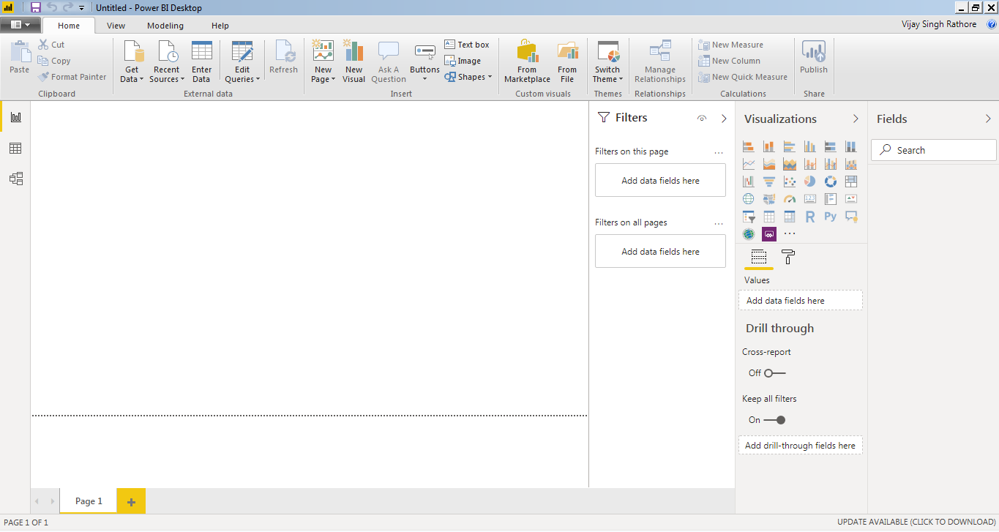 Untitled - Power BI Desktop
Home View Modeling Help
Vijay Singh Rathore
Paste
Cut
Copy
Format Painter
Clipboard
Get Data
Recent Sources
Enter Data
Edit Queries
Refresh
External data
New Page
New Visual
Ask A Question
Buttons
Text box
Image
Shapes
Insert
From Marketplace
From File
Custom visuals
Switch Theme
Themes
Manage Relationships
Relationships
New Measure
New Column
New Quick Measure
Calculations
Publish
Share
Filters
Filters on this page ...
Add data fields here
Filters on all pages ...
Add data fields here
Visualizations
123
R
Py
...
Values
Add data fields here
Drill through
Cross-report
Off
Keep all filters
On
Add drill-through fields here
Fields
Search
Page 1
+
PAGE 1 OF 1
UPDATE AVAILABLE (CLICK TO DOWNLOAD)